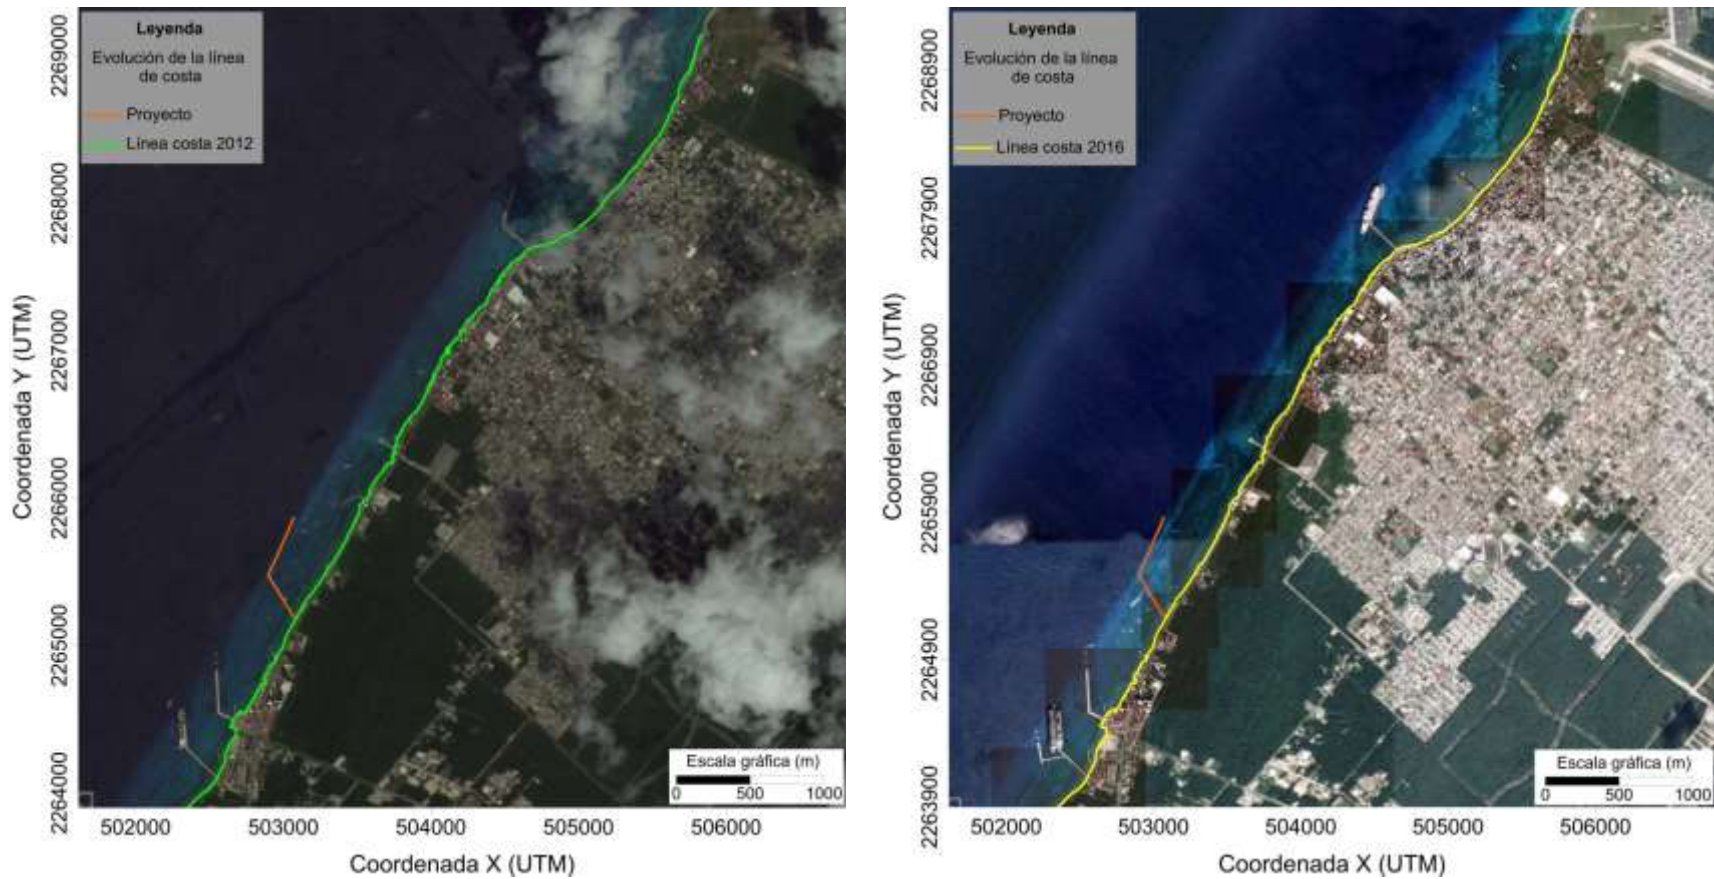 Leyenda
Evolución de la línea
de costa
Proyecto
Línea costa 2012
Coordenada Y (UTM)
2269000
2268000
2267000
2266000
2265000
2264000
Escala gráfica (m)
0 500 1000
502000 503000 504000 505000 506000
Coordenada X (UTM)
Leyenda
Evolución de la línea
de costa
Proyecto
Línea costa 2016
Coordenada Y (UTM)
2268900
2267900
2266900
2265900
2264900
2263900
Escala gráfica (m)
0 500 1000
502000 503000 504000 505000 506000
Coordenada X (UTM)